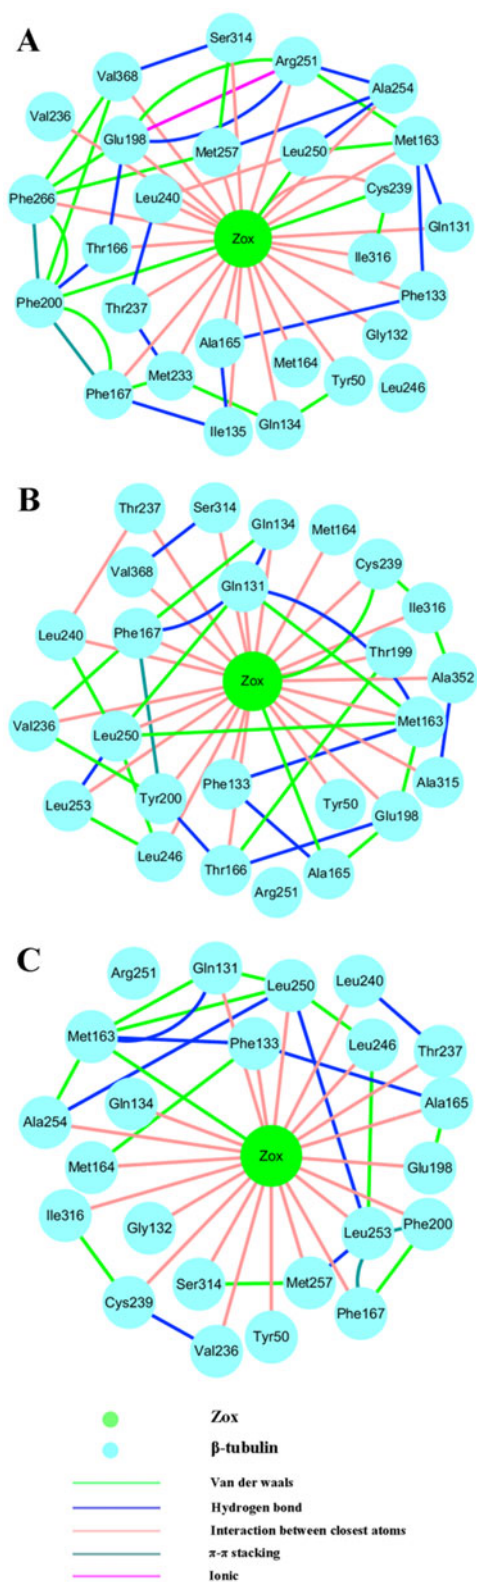 A
Ser314
Arg251
Val368
Ala254
Val236
Glu198
Met257
Leu250
Met163
Cys239
Phe266
Leu240
Gln131
Zox
Thr166
Ile316
Phe200
Thr237
Phe133
Ala165
Gly132
Met164
Phe167
Met233
Tyr50
Leu246
Ile135
Gln134
B
Thr237
Ser314
Gln134
Met164
Val368
Cys239
Gln131
Ile316
Leu240
Phe167
Thr199
Zox
Ala352
Val236
Leu250
Met163
Phe133
Ala315
Leu253
Tyr200
Tyr50
Glu198
Leu246
Thr166
Ala165
Arg251
C
Arg251
Gln131
Leu250
Leu240
Met163
Phe133
Leu246
Thr237
Gln134
Ala165
Ala254
Zox
Met164
Glu198
Ile316
Gly132
Leu253
Phe200
Ser314
Met257
Cys239
Phe167
Val236
Tyr50
Zox
β-tubulin
Van der waals
Hydrogen bond
Interaction between closest atoms
π-π stacking
Ionic